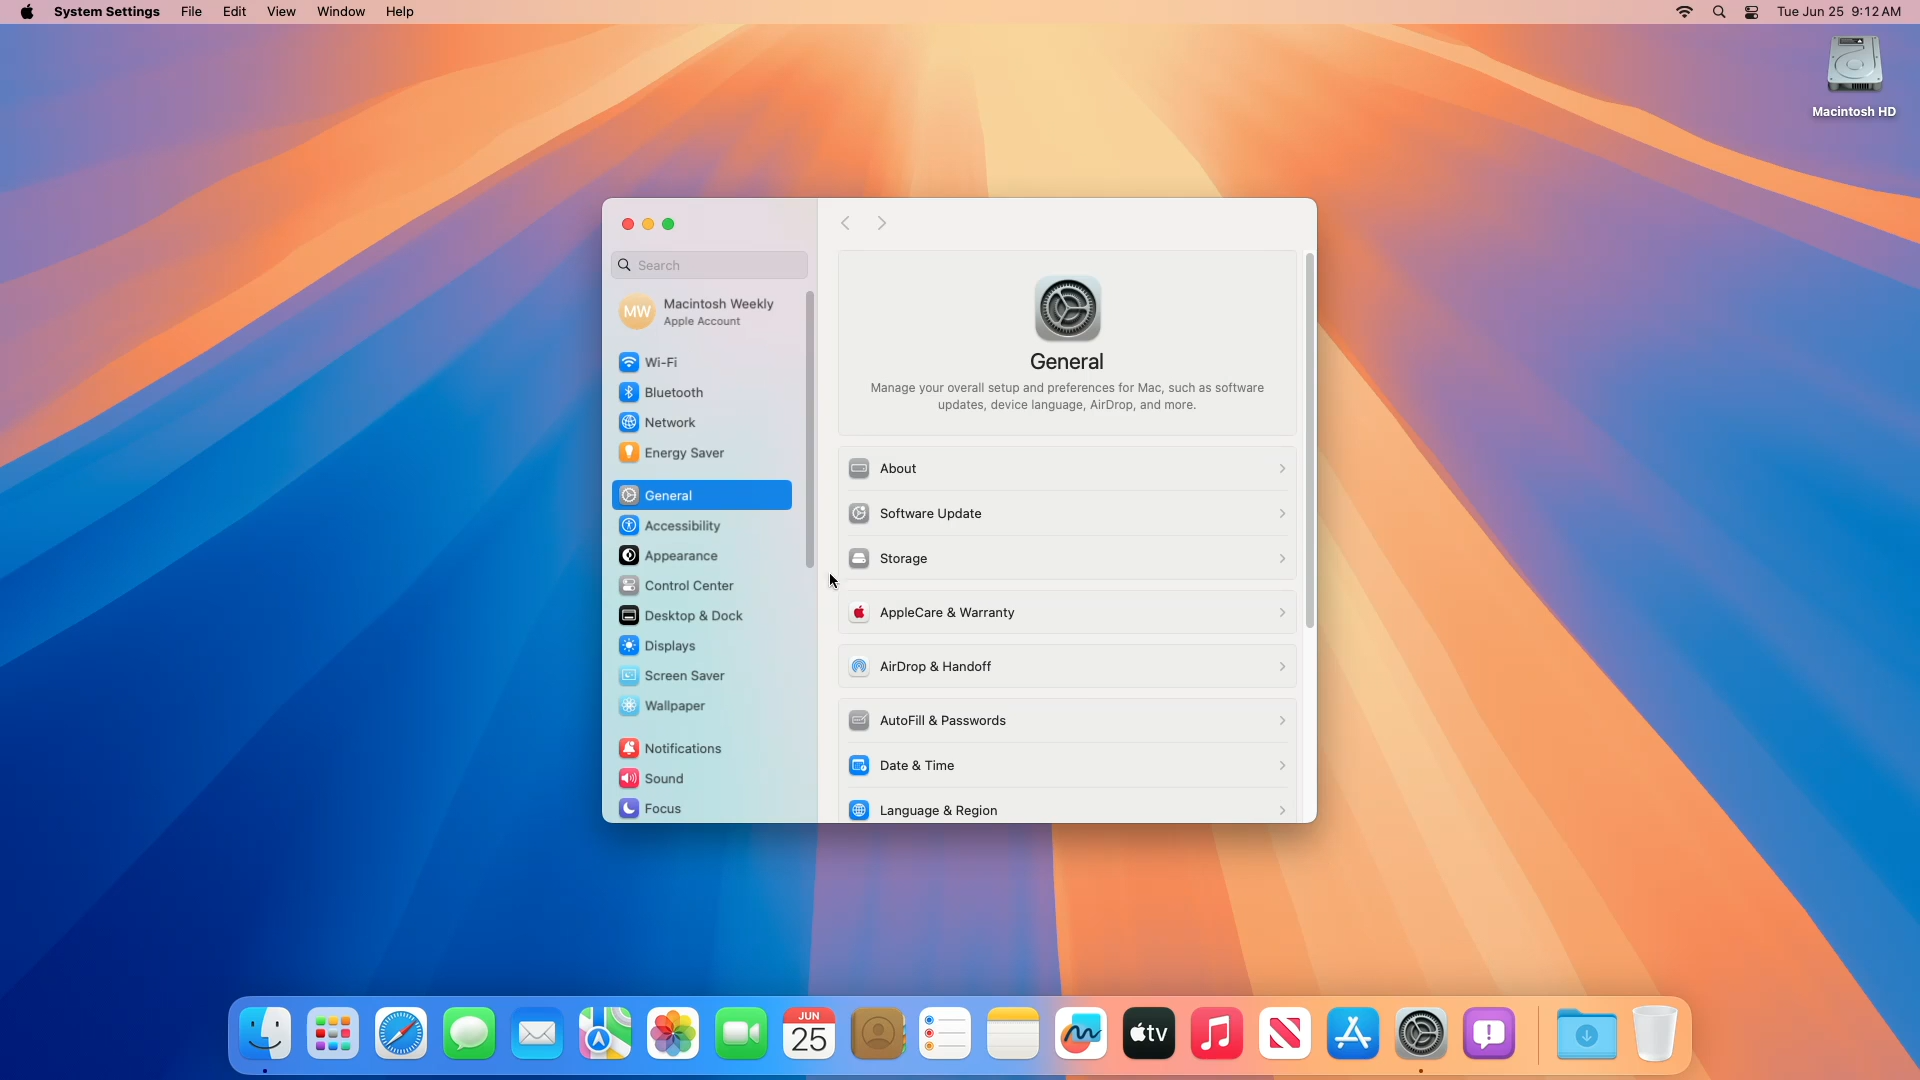 System Settings File Edit View Window Help Tue Jun 25 9:12 AM
Macintosh HD
Search
MW Macintosh Weekly
Apple Account
Wi-Fi
Bluetooth
Network
Energy Saver
General
Accessibility
Appearance
Control Center
Desktop & Dock
Displays
Screen Saver
Wallpaper
Notifications
Sound
Focus
General
Manage your overall setup and preferences for Mac, such as software
updates, device language, AirDrop, and more.
About
Software Update
Storage
AppleCare & Warranty
AirDrop & Handoff
AutoFill & Passwords
Date & Time
Language & Region
JUN
25
tv